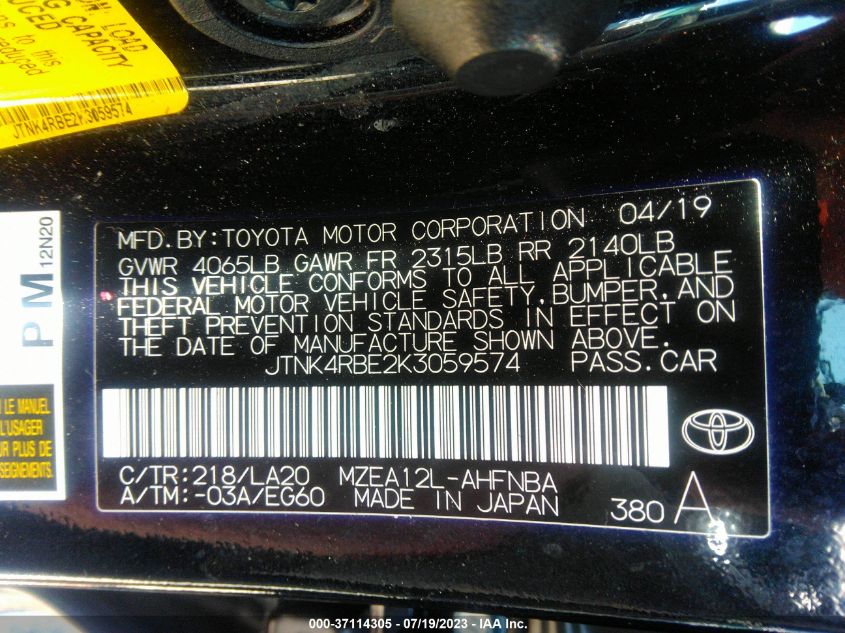 LOAD
CAPACITY
JTNK4RBE2K3059574
PM
12N20
MFD.BY:TOYOTA MOTOR CORPORATION 04/19
GVWR 4065LB GAWR FR 2315LB RR 2140LB
THIS VEHICLE CONFORMS TO ALL APPLICABLE
FEDERAL MOTOR VEHICLE SAFETY,BUMPER,AND
THEFT PREVENTION STANDARDS IN EFFECT ON
THE DATE OF MANUFACTURE SHOWN ABOVE.
JTNK4RBE2K3059574 PASS.CAR
LE MANUEL
L'USAGER
PLUS DE
C/TR:218/LA20 MZEA12L-AHFNBA
A/TM:-03A/EG60 MADE IN JAPAN 380 A
000-37114305 - 07/19/2023 - IAA Inc.